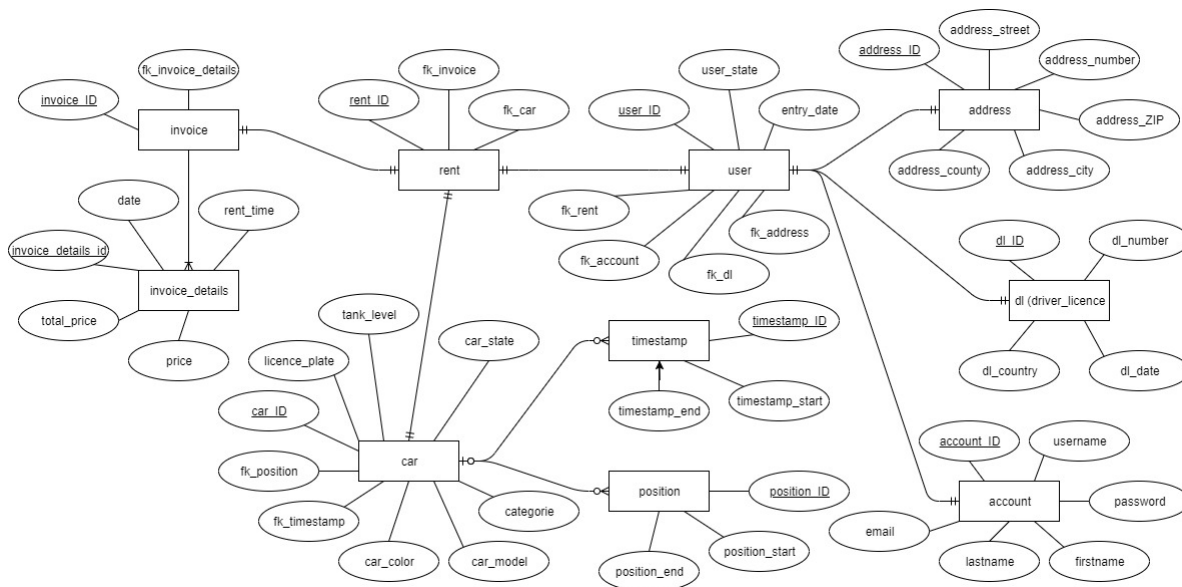 address_street
address_ID
fk_invoice
user_state
fk_invoice_details
address_number
invoice_ID
rent_ID
fk_car
user_ID
entry_date
invoice
address
address_ZIP
rent
user
address_county
address_city
date
rent_time
fk_rent
fk_address
invoice_details_id
fk_account
dl_ID
dl_number
fk_dl
invoice_details
dl (driver_licence
total_price
tank_level
timestamp_ID
car_state
timestamp
licence_plate
price
dl_country
dl_date
timestamp_start
car_ID
timestamp_end
account_ID
username
car
fk_position
position
position_ID
account
password
categorie
fk_timestamp
email
position_start
car_color
car_model
position_end
lastname
firstname